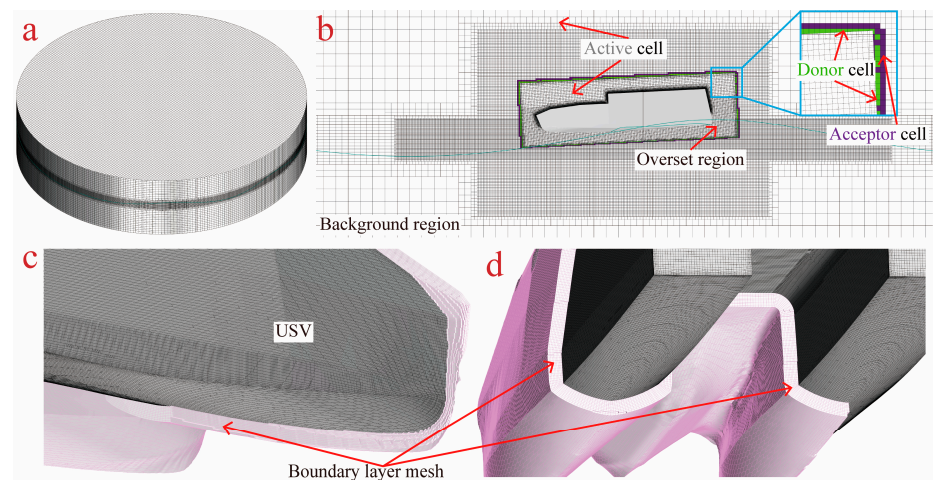 a
b
Active cell
Donor cell
Acceptor cell
Overset region
Background region
c
d
USV
Boundary layer mesh